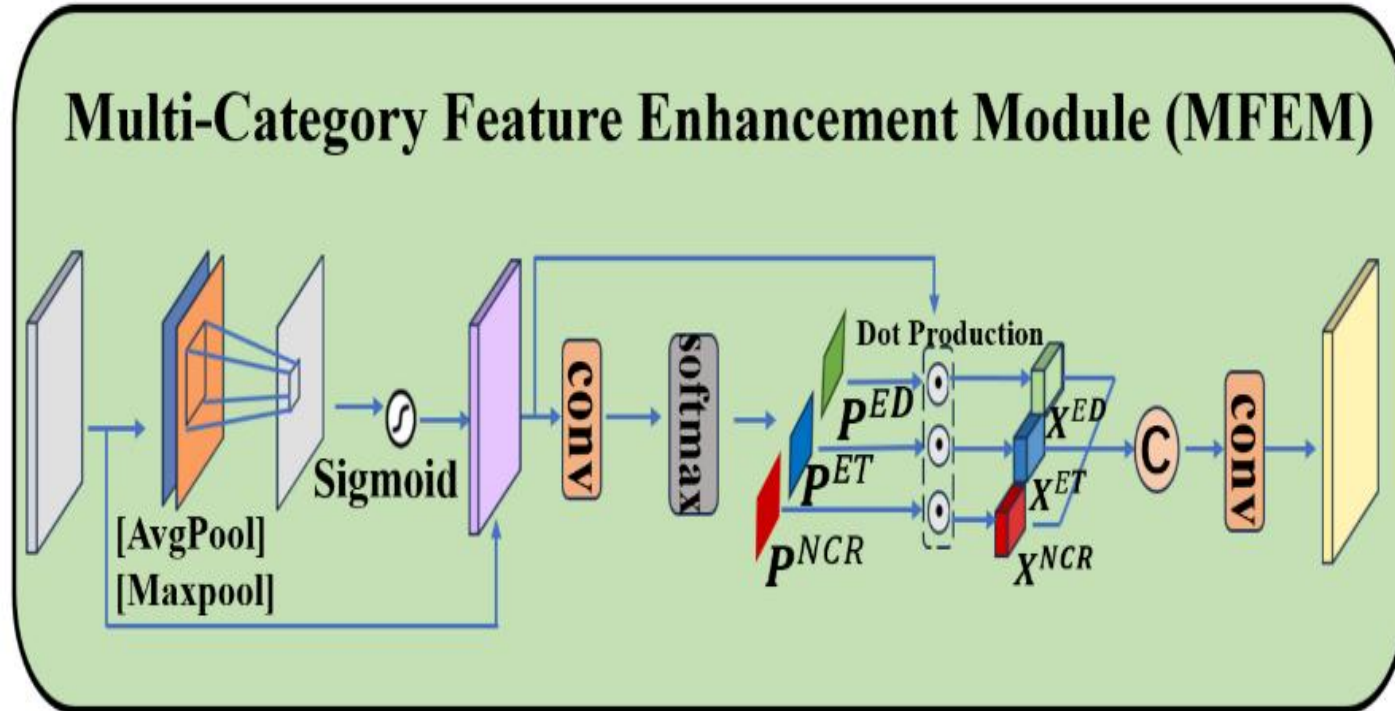 Multi-Category Feature Enhancement Module (MFEM)
[AvgPool]
[Maxpool]
Sigmoid
conv
softmax
P^ED
P^ET
P^NCR
Dot Production
X^ED
X^ET
X^NCR
C
conv